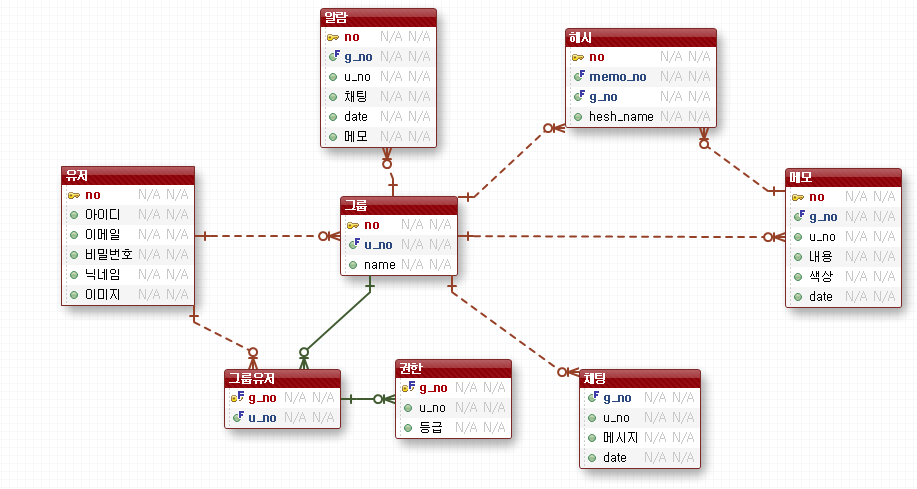 알람
no N/A N/A
g_no N/A N/A
u_no N/A N/A
채팅 N/A N/A
date N/A N/A
메모 N/A N/A
해시
no N/A N/A
memo_no N/A N/A
g_no N/A N/A
hesh_name N/A N/A
유저
no N/A N/A
아이디 N/A N/A
이메일 N/A N/A
비밀번호 N/A N/A
닉네임 N/A N/A
이미지 N/A N/A
그룹
no N/A N/A
u_no N/A N/A
name N/A N/A
메모
no N/A N/A
g_no N/A N/A
u_no N/A N/A
내용 N/A N/A
색상 N/A N/A
date N/A N/A
그룹유저
g_no N/A N/A
u_no N/A N/A
권한
g_no N/A N/A
u_no N/A N/A
등급 N/A N/A
채팅
g_no N/A N/A
u_no N/A N/A
메시지 N/A N/A
date N/A N/A